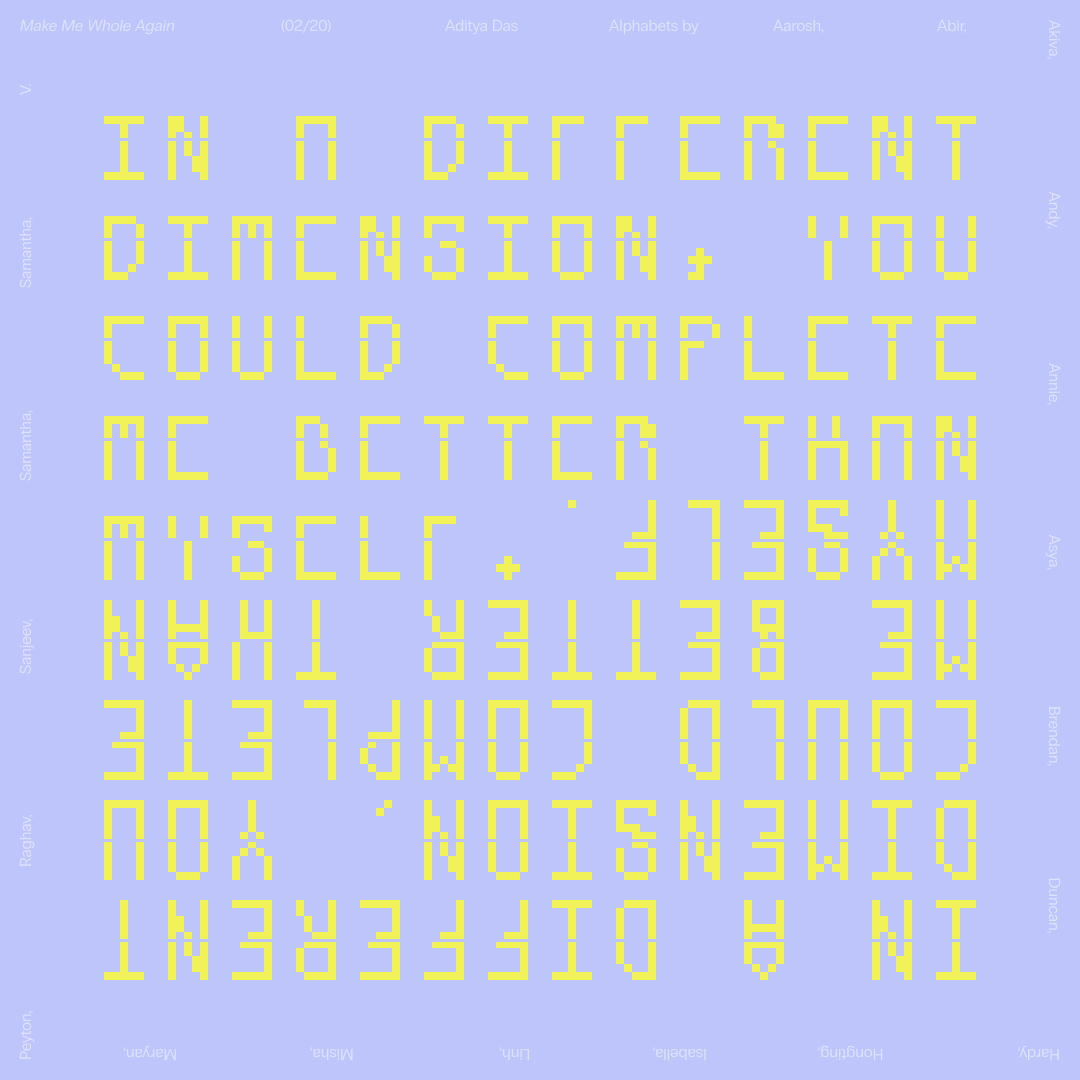 Make Me Whole Again (02/20) Aditya Das Alphabets by Aarosh, Abir,
Akiva,
Andy,
Annie,
Asya,
Brendan,
Duncan,
Hardy,
Hongting,
Isabella,
Linh,
Misha,
Maryan,
Peyton,
Raghav,
Sanjeev,
Samantha,
Samantha,
V.
IN A DIFFERENT
DIMENSION, YOU
COULD COMPLETE
ME BETTER THAN
MYSELF.
IN A DIFFERENT
DIMENSION, YOU
COULD COMPLETE
ME BETTER THAN
MYSELF.